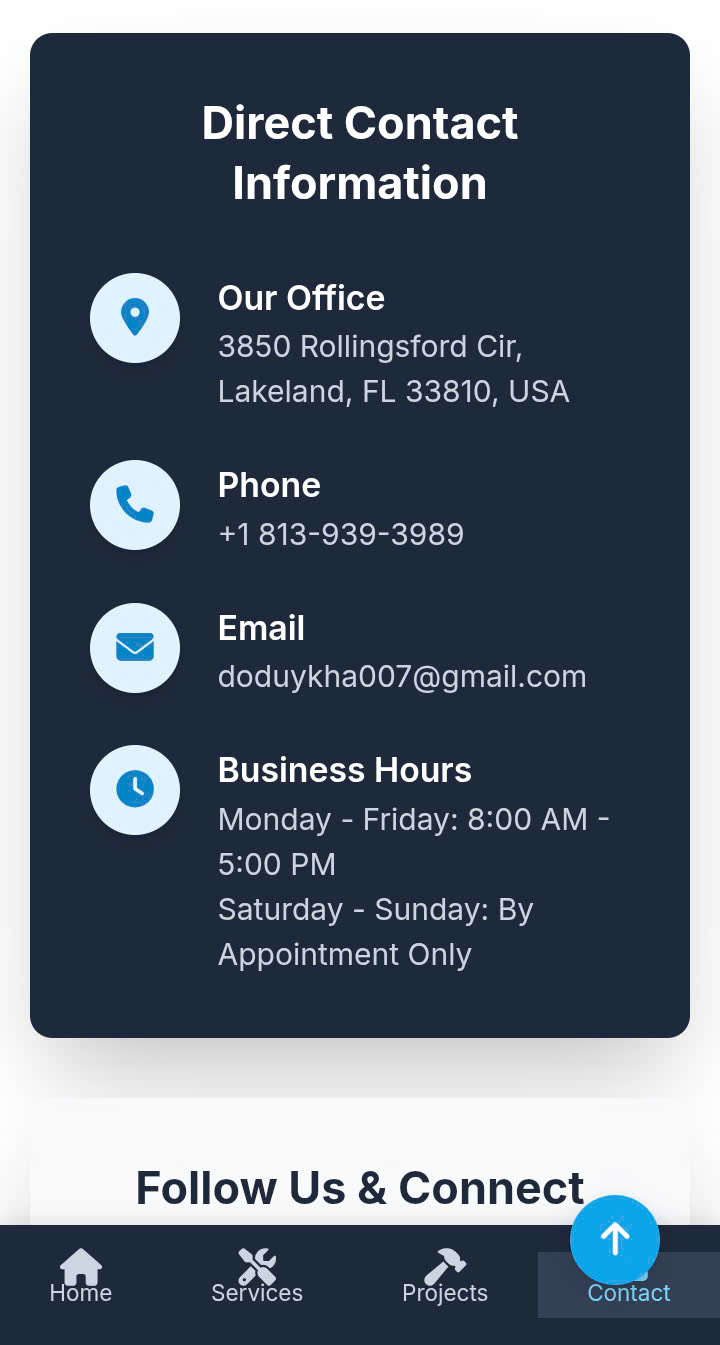 Direct Contact
Information
Our Office
3850 Rollingsford Cir,
Lakeland, FL 33810, USA
Phone
+1 813-939-3989
Email
doduykha007@gmail.com
Business Hours
Monday - Friday: 8:00 AM -
5:00 PM
Saturday - Sunday: By
Appointment Only
Follow Us & Connect
Home
Services
Projects
Contact